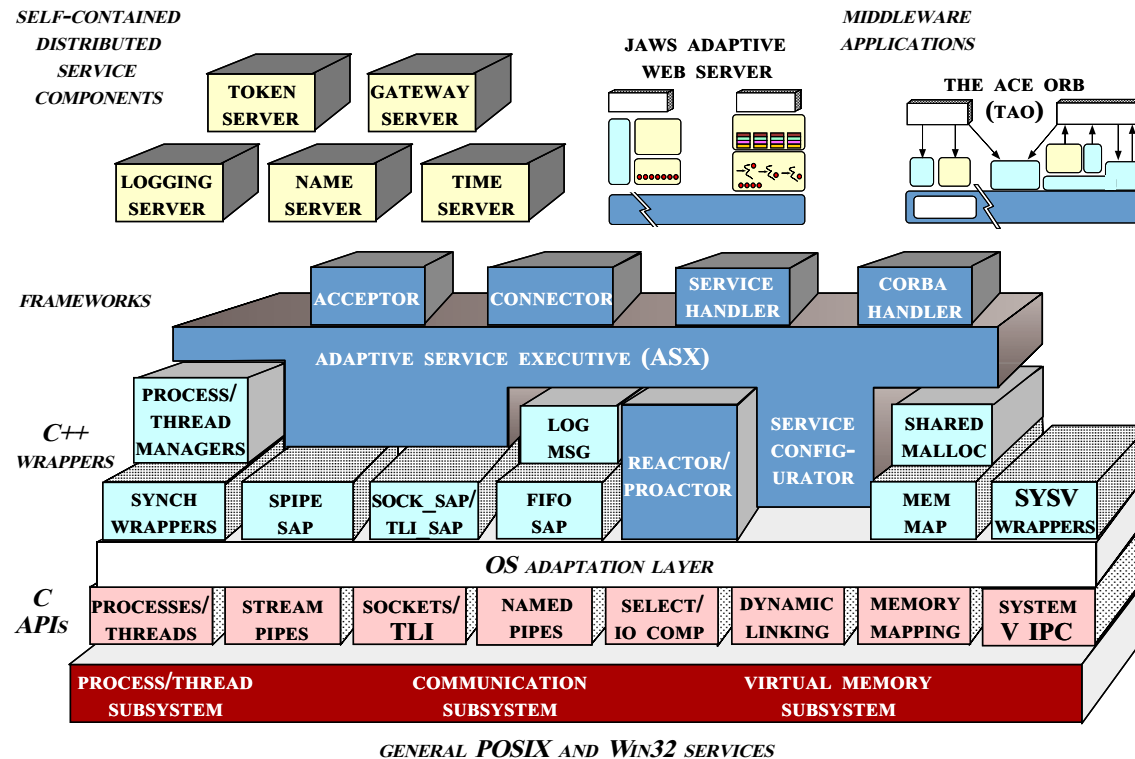 SELF-CONTAINED
DISTRIBUTED
SERVICE
COMPONENTS
TOKEN
SERVER
GATEWAY
SERVER
LOGGING
SERVER
NAME
SERVER
TIME
SERVER
JAWS ADAPTIVE
WEB SERVER
MIDDLEWARE
APPLICATIONS
THE ACE ORB
(TAO)
FRAMEWORKS
ACCEPTOR
CONNECTOR
SERVICE
HANDLER
CORBA
HANDLER
ADAPTIVE SERVICE EXECUTIVE (ASX)
C++
WRAPPERS
PROCESS/
THREAD
MANAGERS
LOG
MSG
REACTOR/
PROACTOR
SERVICE
CONFIG-
URATOR
SHARED
MALLOC
SYNCH
WRAPPERS
SPIPE
SAP
SOCK_SAP/
TLI_SAP
FIFO
SAP
MEM
MAP
SYSV
WRAPPERS
OS ADAPTATION LAYER
C
APIS
PROCESSES/
THREADS
STREAM
PIPES
SOCKETS/
TLI
NAMED
PIPES
SELECT/
IO COMP
DYNAMIC
LINKING
MEMORY
MAPPING
SYSTEM
V IPC
PROCESS/THREAD
SUBSYSTEM
COMMUNICATION
SUBSYSTEM
VIRTUAL MEMORY
SUBSYSTEM
GENERAL POSIX AND WIN32 SERVICES